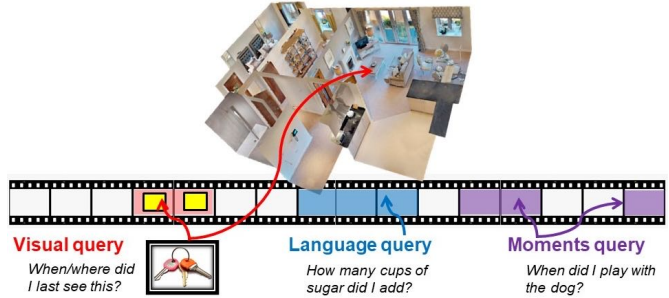 Visual query
When/where did
I last see this?
Language query
How many cups of
sugar did I add?
Moments query
When did I play with
the dog?